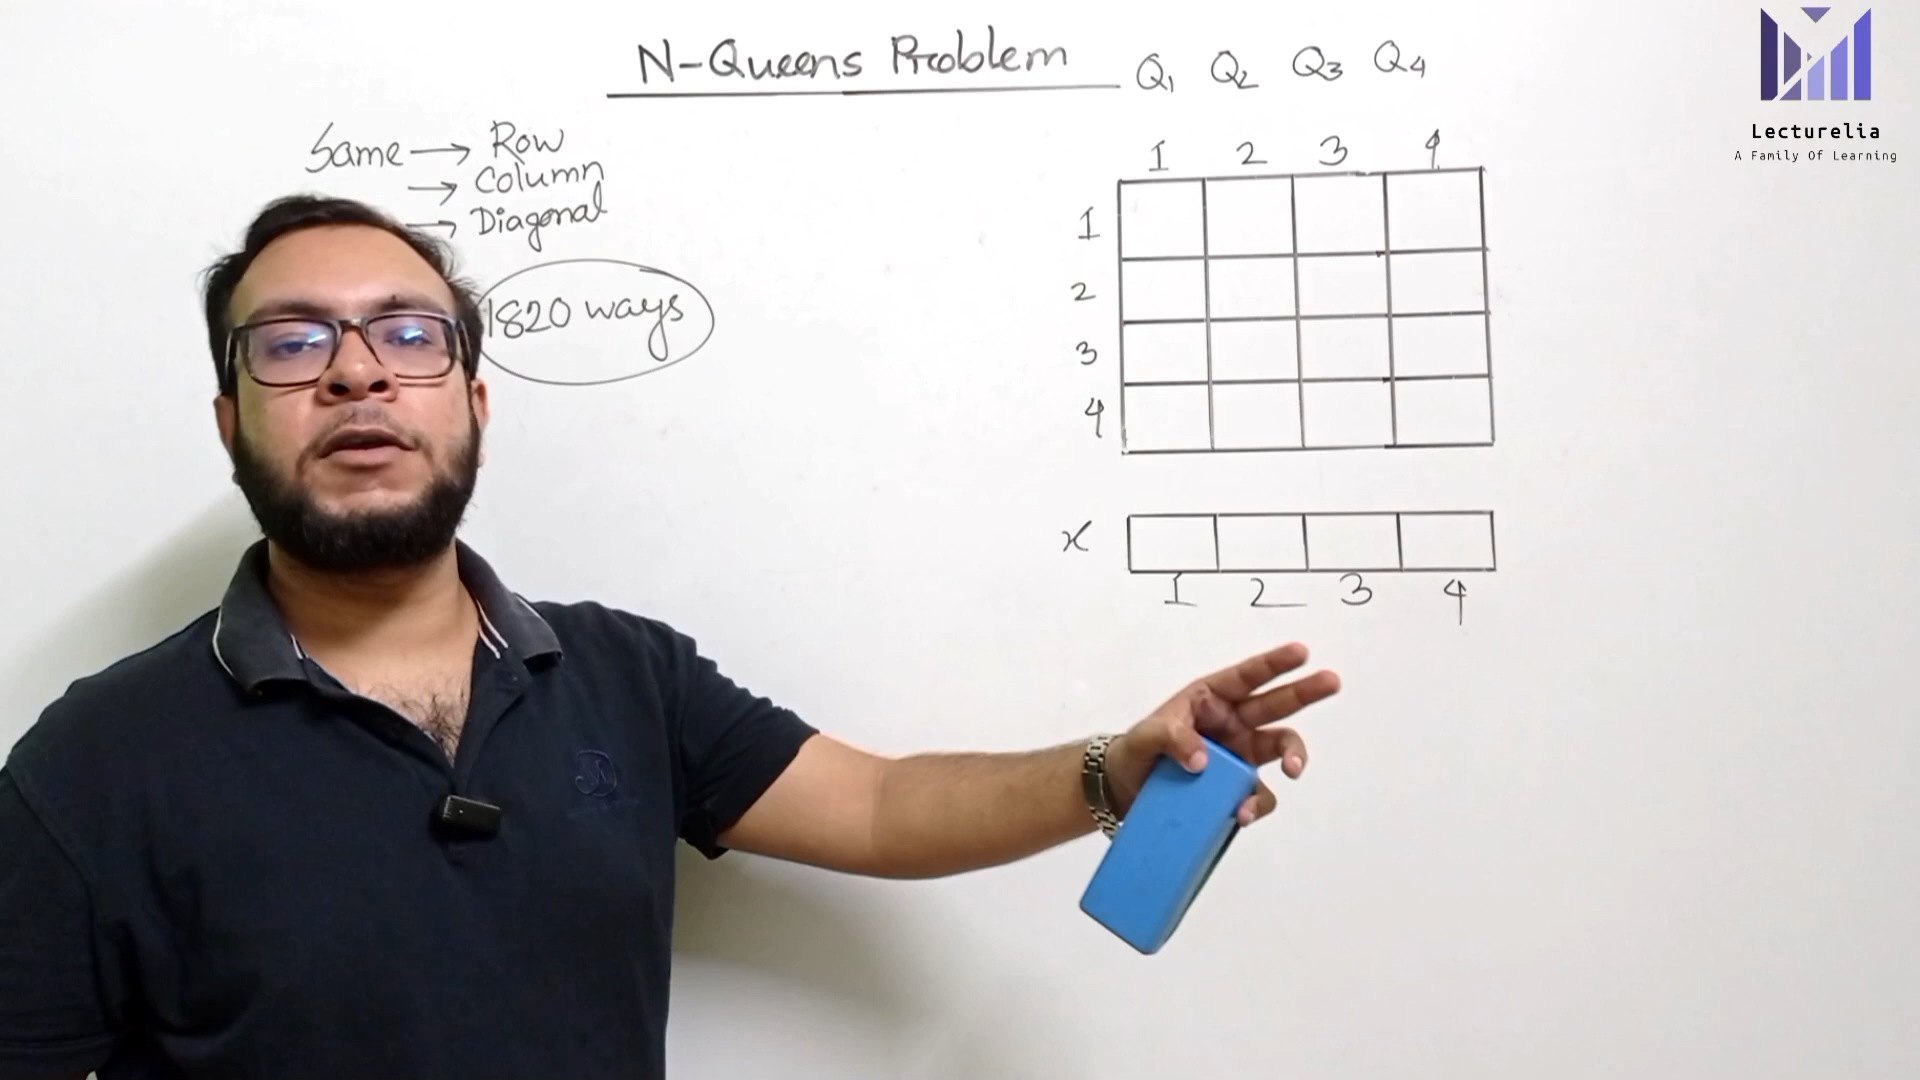 N-Queens Problem Q1 Q2 Q3 Q4
Lecturelia
A Family Of Learning
Same → Row
→ Column
→ Diagonal
1820 ways
1 2 3 4
1
2
3
4
x
1 2 3 4